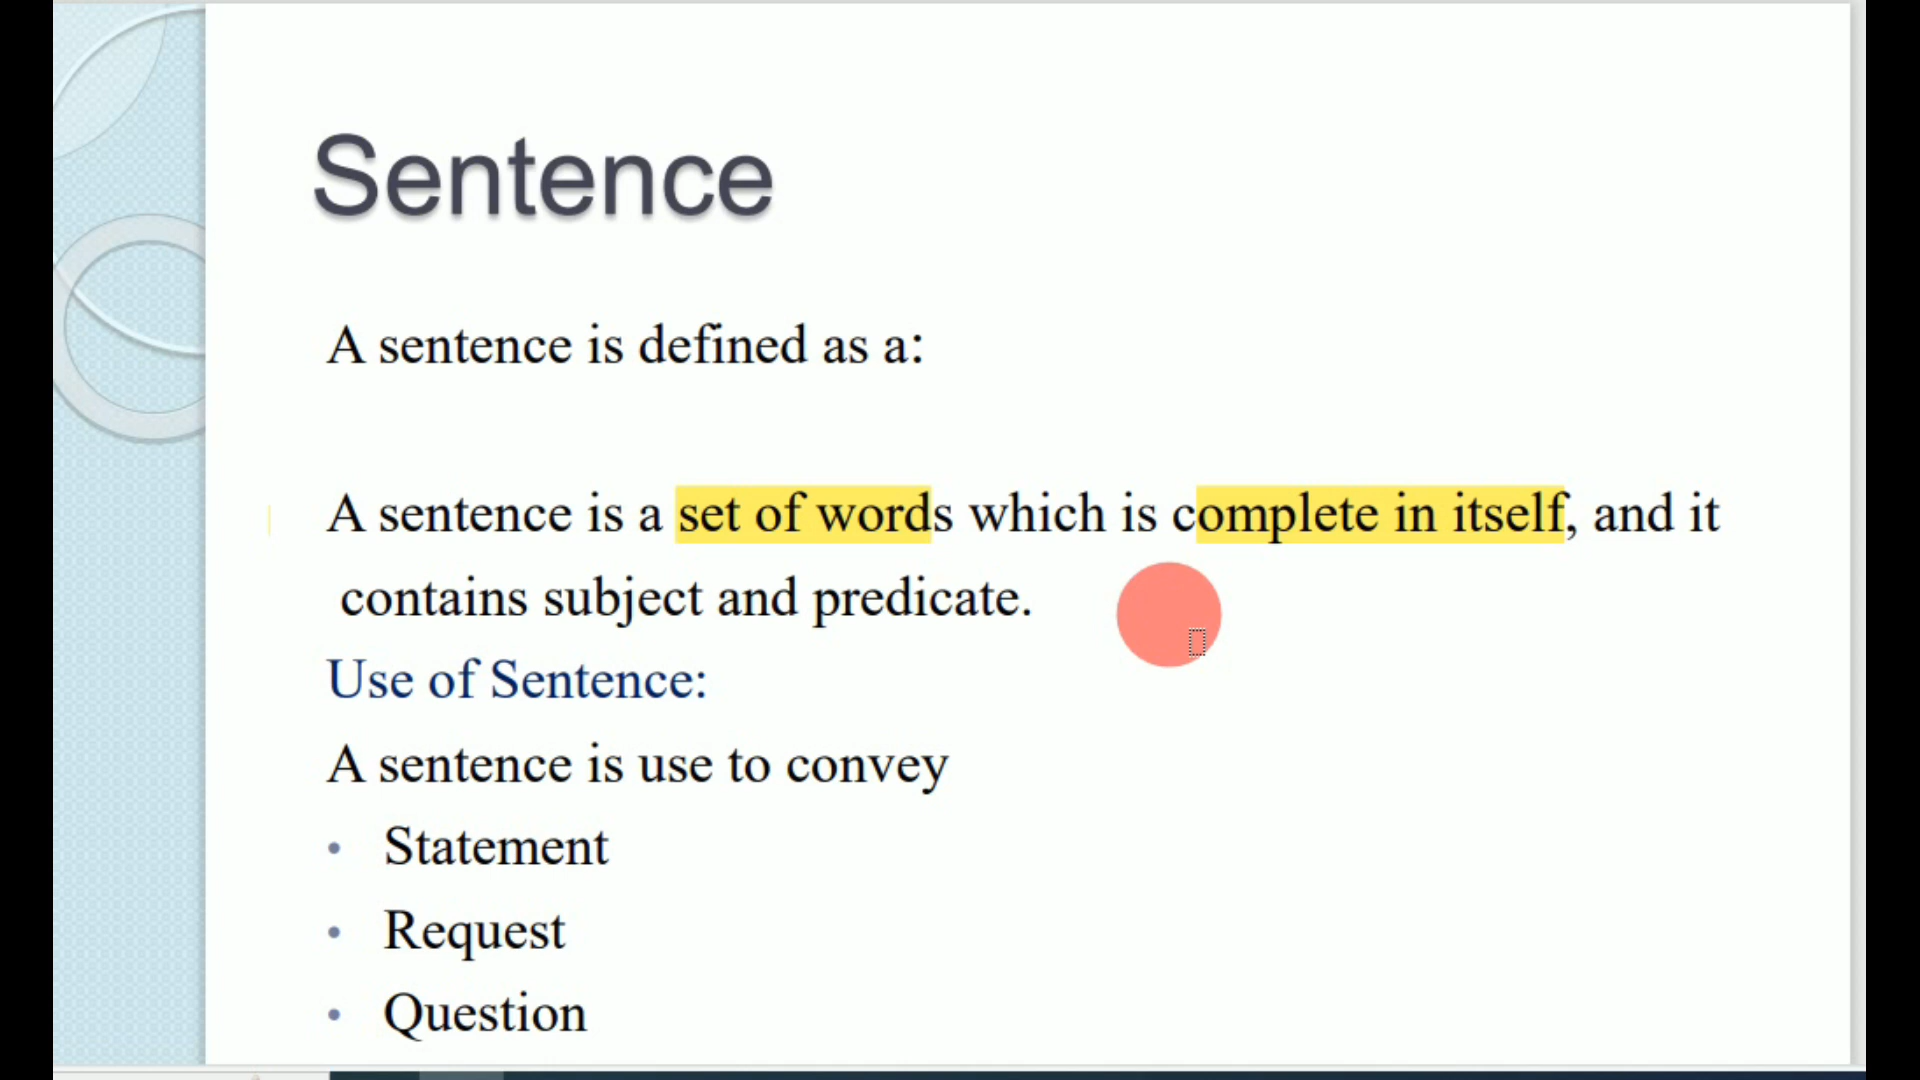 Sentence
A sentence is defined as a:
A sentence is a set of words which is complete in itself, and it
contains subject and predicate.
Use of Sentence:
A sentence is use to convey
• Statement
• Request
• Question